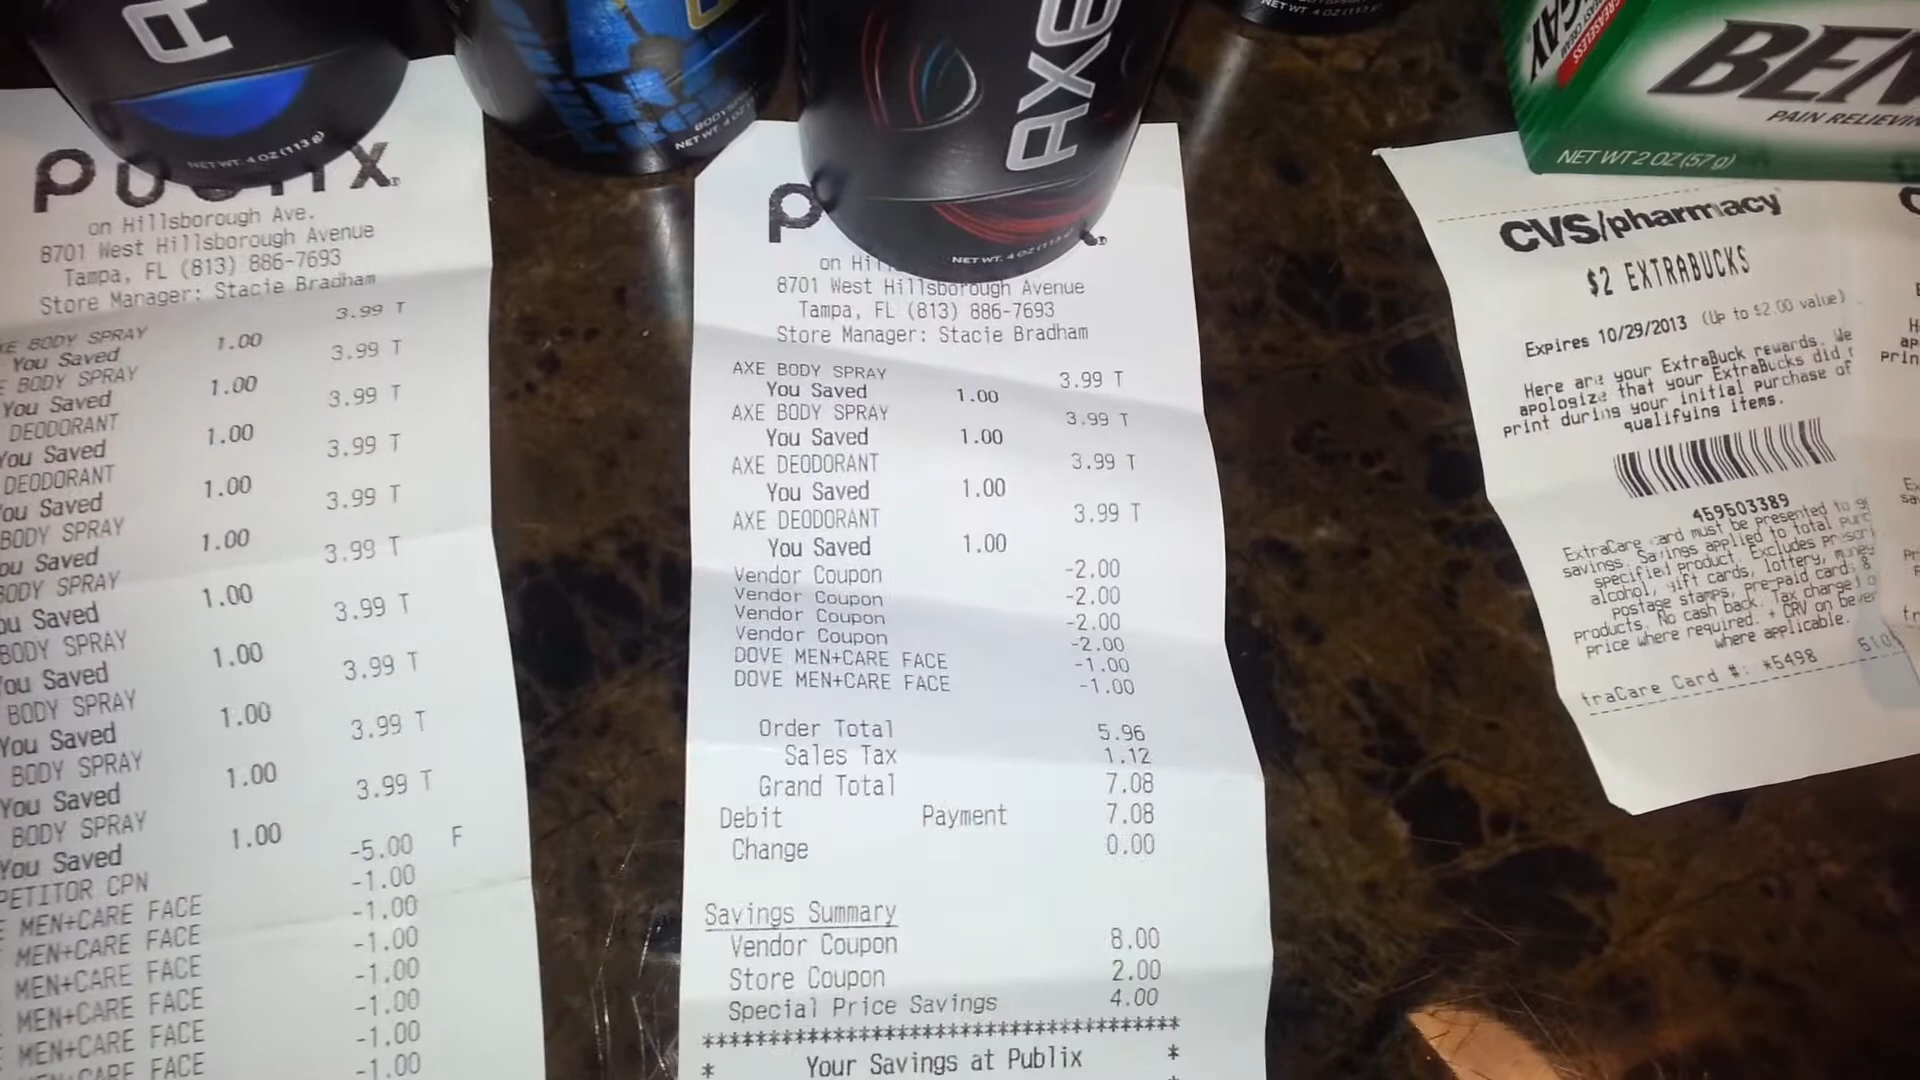 NET WT. 4 OZ (113 g)
on Hillsborough Ave.
8701 West Hillsborough Avenue
Tampa, FL (813) 886-7693
Store Manager: Stacie Bradham
3.99 T
BODY SPRAY
You Saved 1.00 3.99 T
BODY SPRAY
You Saved 1.00 3.99 T
DEODORANT
You Saved 1.00 3.99 T
DEODORANT
You Saved 1.00 3.99 T
BODY SPRAY
You Saved 1.00 3.99 T
BODY SPRAY
You Saved 1.00 3.99 T
BODY SPRAY
You Saved 1.00 3.99 T
BODY SPRAY
You Saved 1.00 3.99 T
BODY SPRAY
You Saved 1.00 3.99 T
BODY SPRAY
You Saved 1.00
PETITOR CPN -5.00 F
MEN+CARE FACE -1.00
MEN+CARE FACE -1.00
MEN+CARE FACE -1.00
MEN+CARE FACE -1.00
MEN+CARE FACE -1.00
MEN+CARE FACE -1.00
-1.00
BODY
NET WT. 4 OZ
AXE
NET WT. 4 OZ
on
8701 West Hillsborough Avenue
Tampa, FL (813) 886-7693
Store Manager: Stacie Bradham
AXE BODY SPRAY 3.99 T
You Saved 1.00
AXE BODY SPRAY 3.99 T
You Saved 1.00
AXE DEODORANT 3.99 T
You Saved 1.00
AXE DEODORANT 3.99 T
You Saved 1.00
Vendor Coupon -2.00
Vendor Coupon -2.00
Vendor Coupon -2.00
Vendor Coupon -2.00
DOVE MEN+CARE FACE -1.00
DOVE MEN+CARE FACE -1.00
Order Total 5.96
Sales Tax 1.12
Grand Total 7.08
Debit Payment 7.08
Change 0.00
Savings Summary
Vendor Coupon 8.00
Store Coupon 2.00
Special Price Savings 4.00
************************************
* Your Savings at Publix *
NET WT. 4 OZ (113 g)
GREASELESS
BEN
PAIN RELIEVIN
NET WT 2 OZ (57 g)
CVS/pharmacy
$2 EXTRABUCKS
Expires 10/29/2013 (Up to $2.00 value)
Here are your ExtraBuck rewards. We
apologize that your ExtraBucks did
print during your initial purchase of
qualifying items.
459503389
ExtraCare card must be presented to
savings. Savings applied to total
specified product. Excludes
alcohol, gift cards, lottery, money
postage stamps, pre-paid cards &
products. No cash back. Tax charged
price where required. + CRV on
where applicable.
traCare Card #: *5498